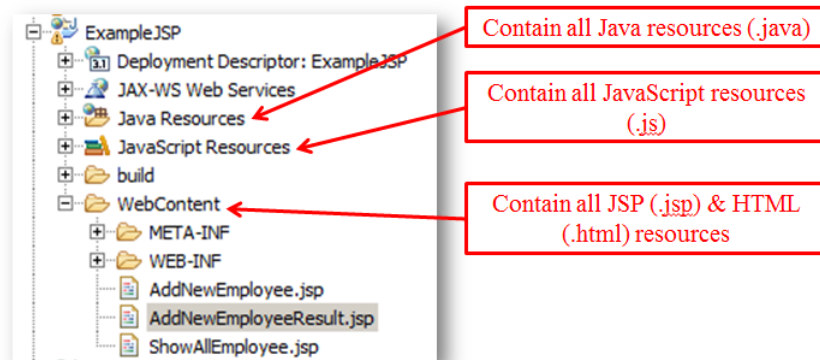 ExampleJSP
3.1 Deployment Descriptor: ExampleJSP
JAX-WS Web Services
Java Resources
JavaScript Resources
build
WebContent
META-INF
WEB-INF
AddNewEmployee.jsp
AddNewEmployeeResult.jsp
ShowAllEmployee.jsp
Contain all Java resources (.java)
Contain all JavaScript resources
(.js)
Contain all JSP (.jsp) & HTML
(.html) resources